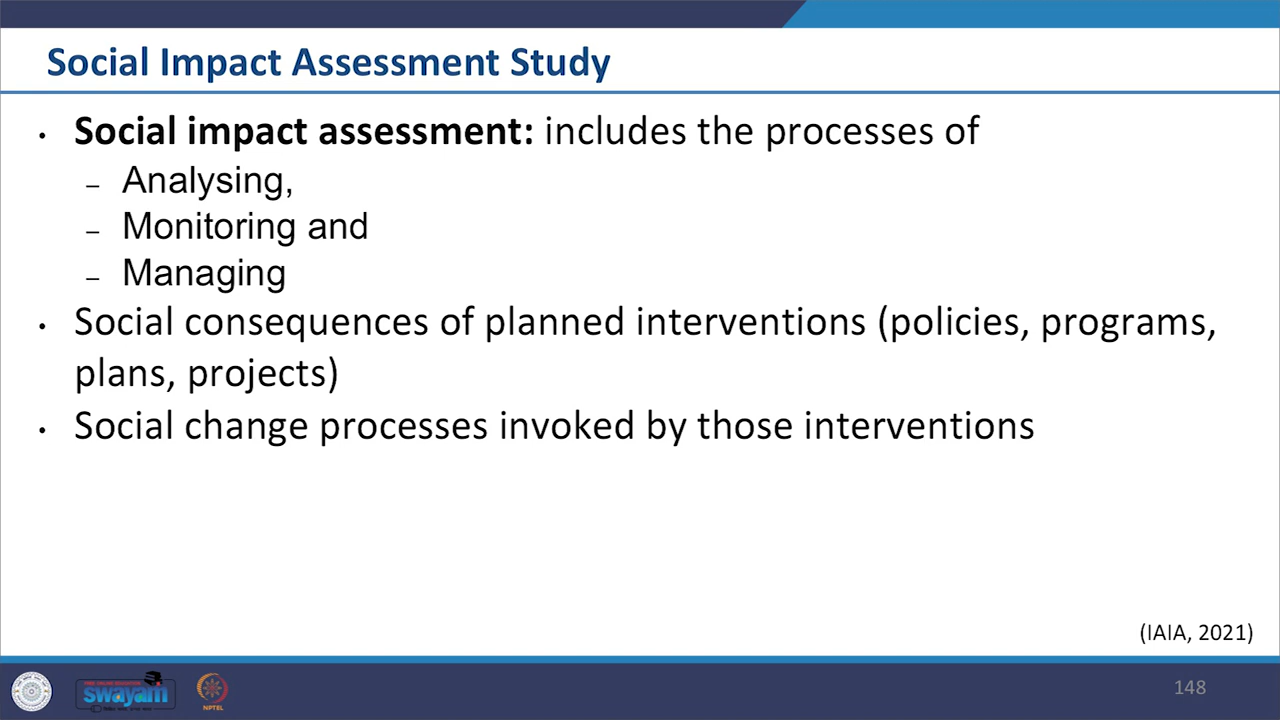 Social Impact Assessment Study
• Social impact assessment: includes the processes of
– Analysing,
– Monitoring and
– Managing
• Social consequences of planned interventions (policies, programs,
plans, projects)
• Social change processes invoked by those interventions
(IAIA, 2021)
swayam
NPTEL
148